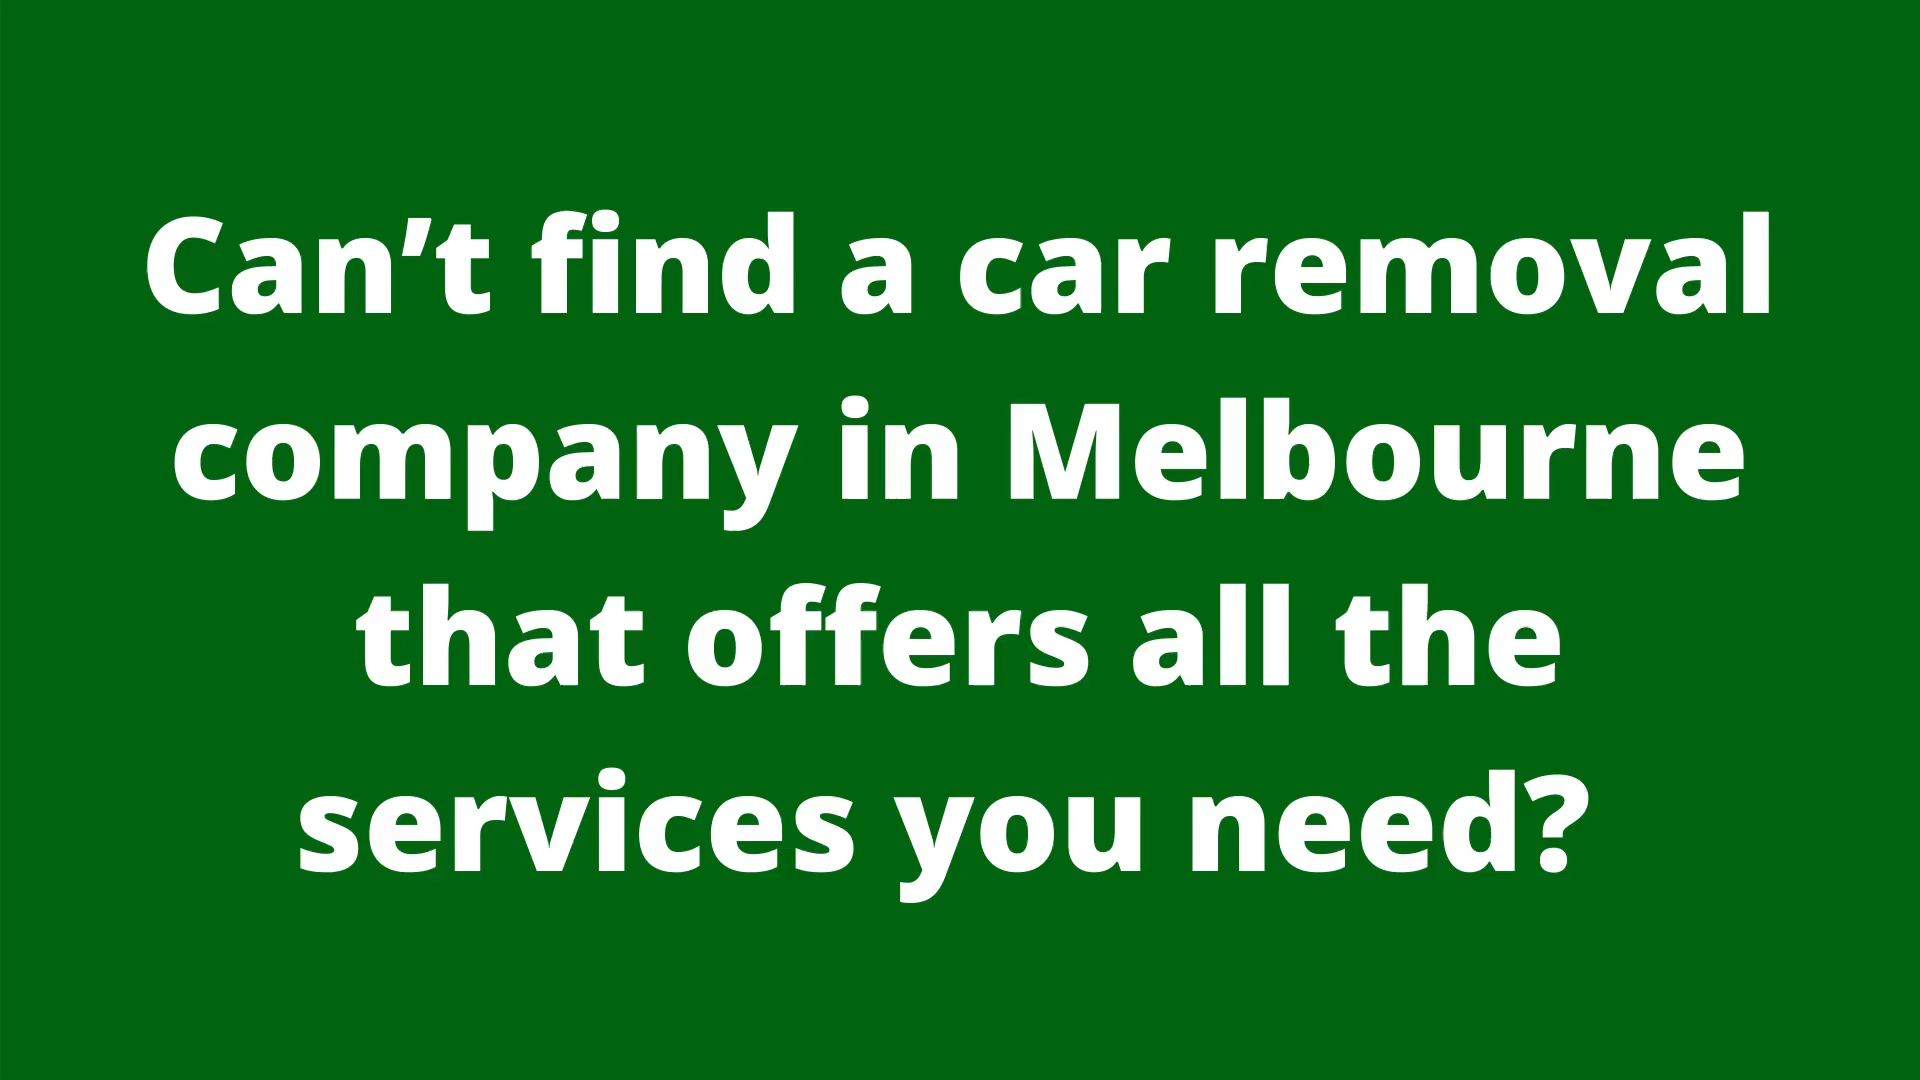 Can’t find a car removal
company in Melbourne
that offers all the
services you need?